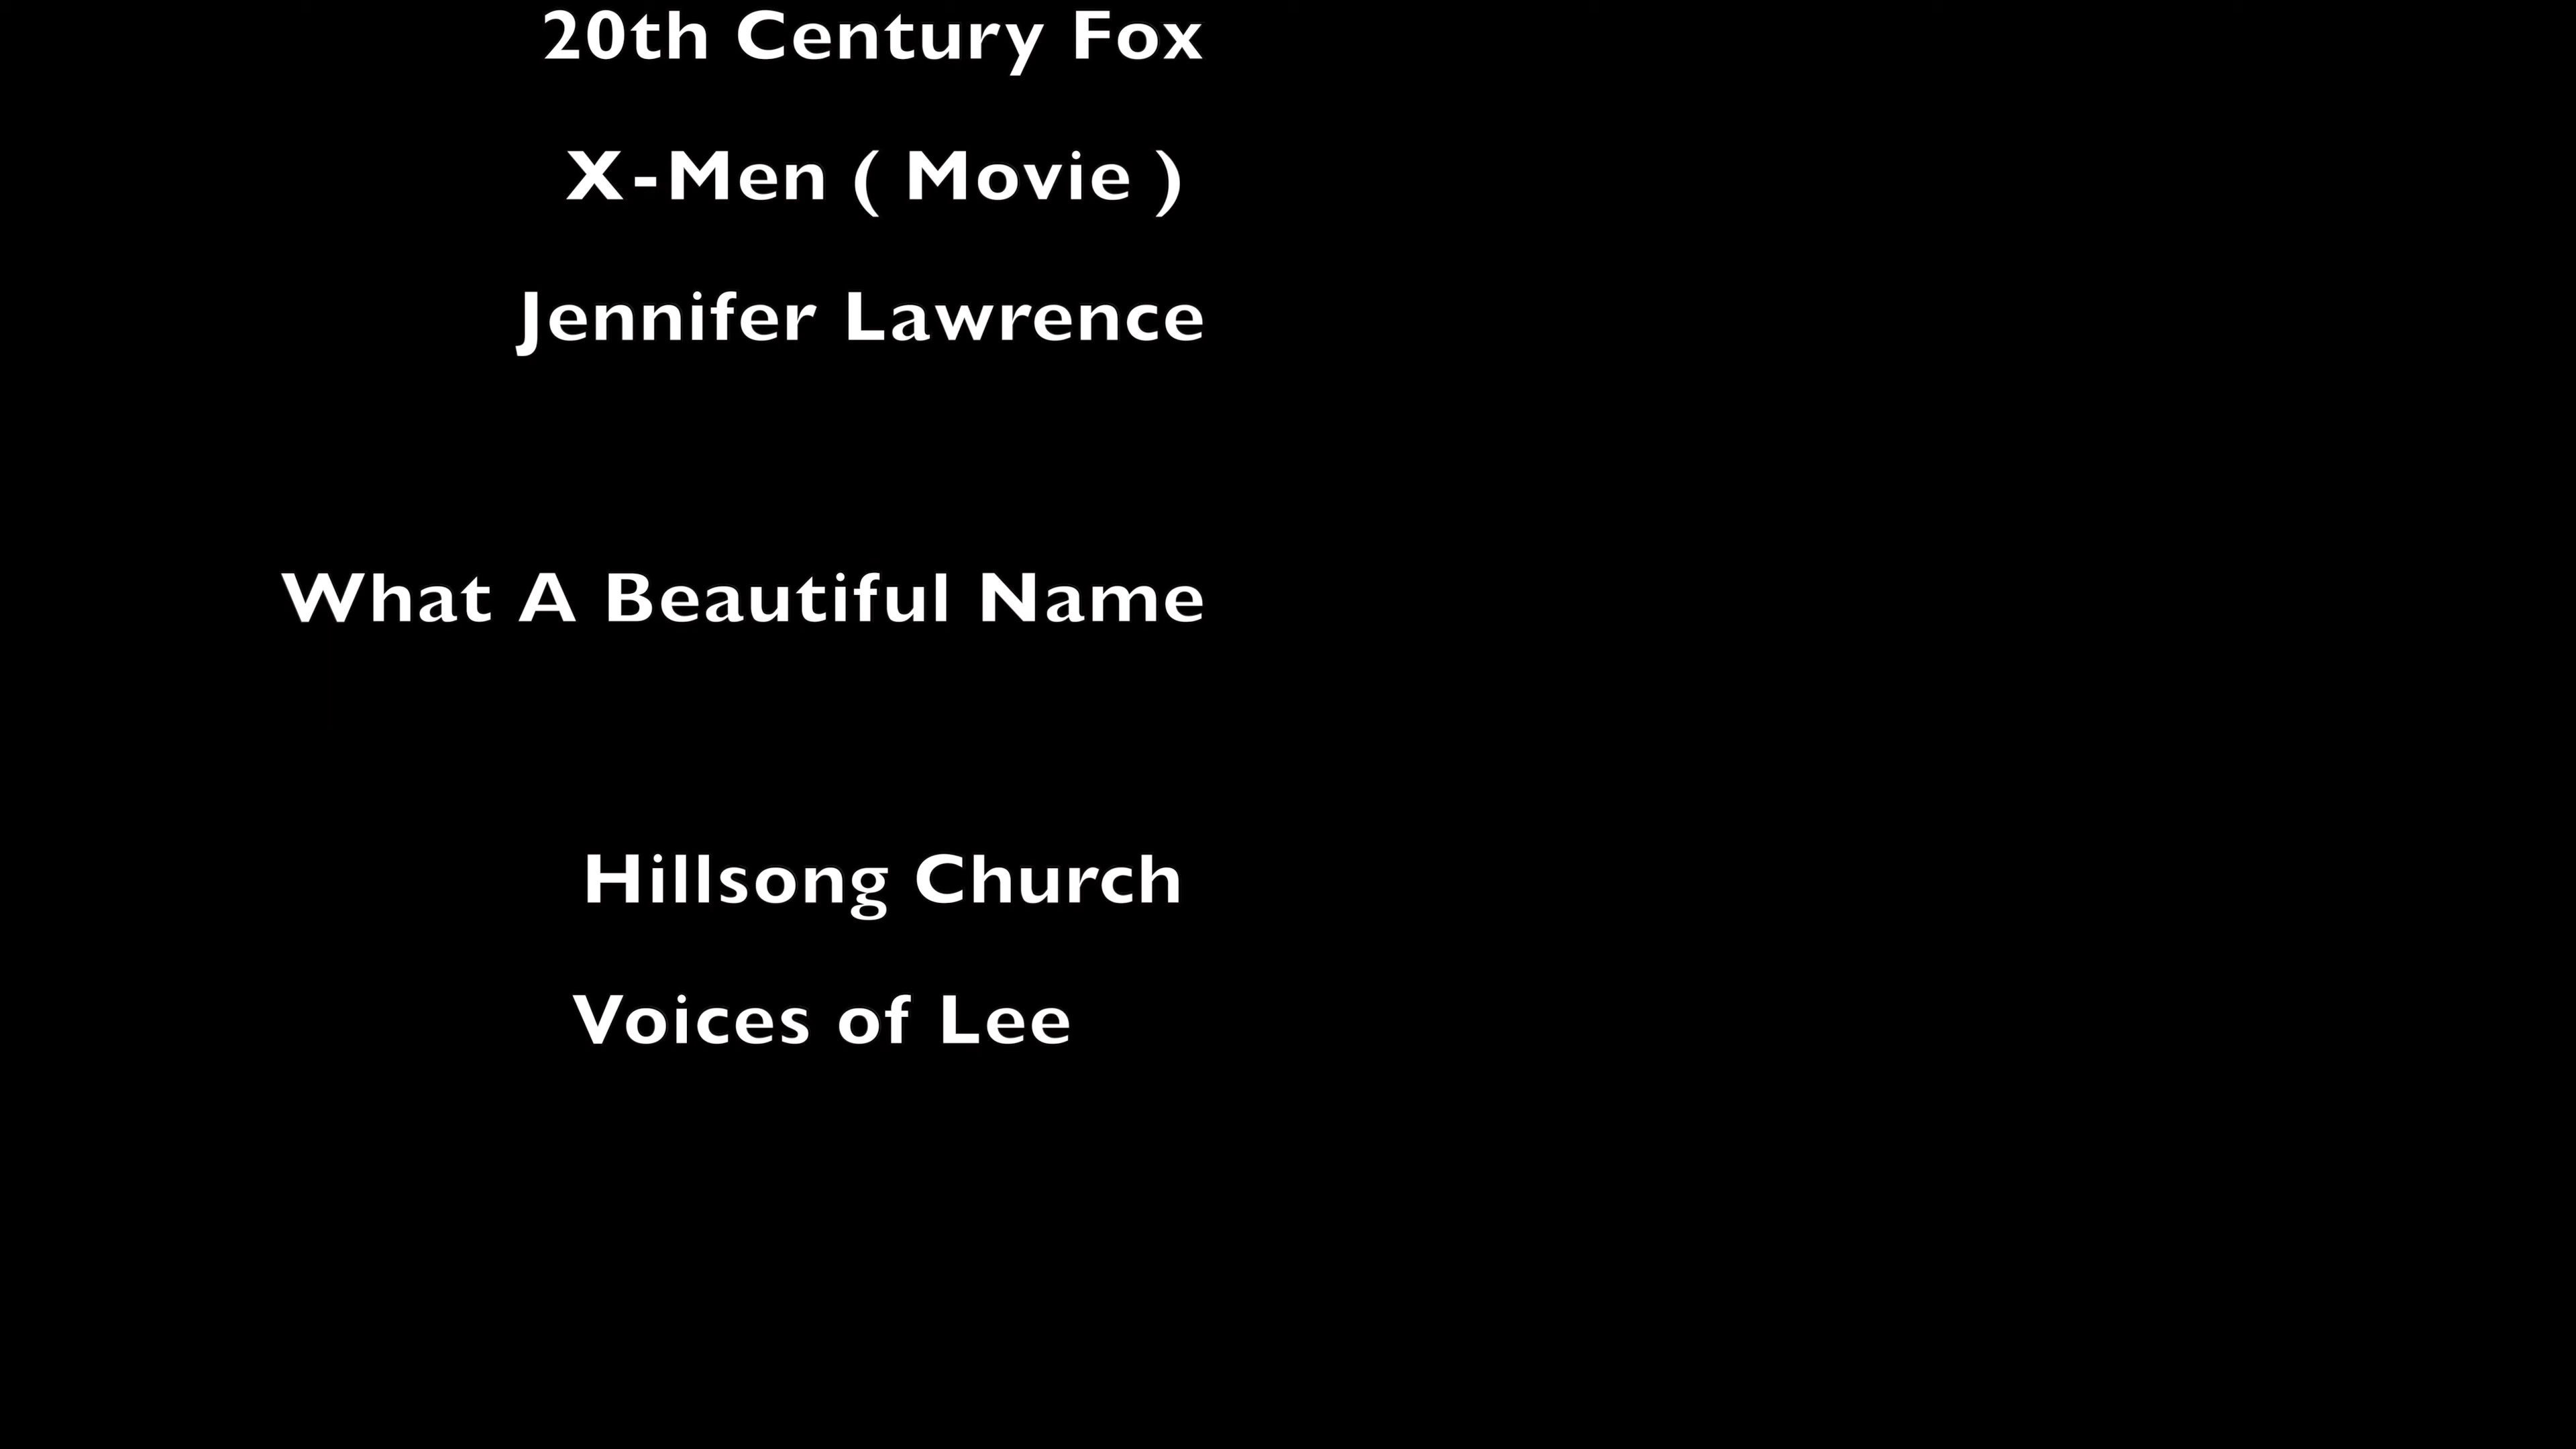 20th Century Fox
X-Men ( Movie )
Jennifer Lawrence
What A Beautiful Name
Hillsong Church
Voices of Lee